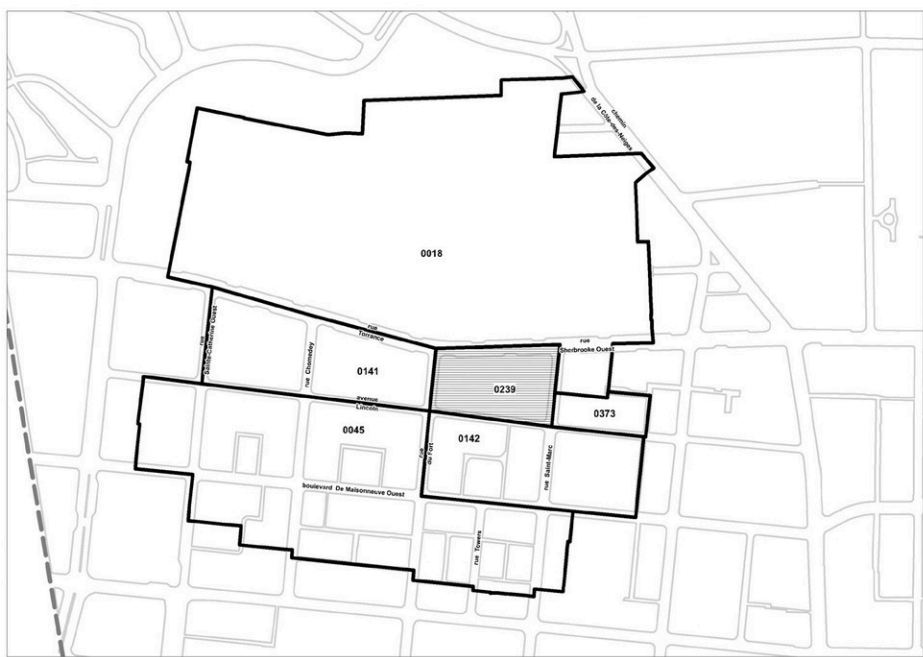 chemin
de la Côte-des-Neiges
0018
rue
Torrance
rue
Sherbrooke Ouest
rue
Sainte-Catherine Ouest
rue Chomedey
0141
0239
0373
avenue
Lincoln
0045
0142
rue
du Fort
rue Saint-Marc
boulevard De Maisonneuve Ouest
rue Towers